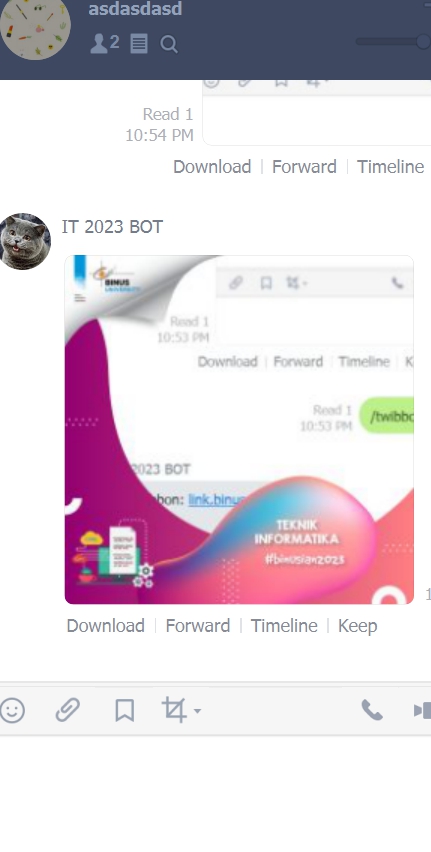 asdasdasd
2
Read 1
10:54 PM
Download Forward Timeline
IT 2023 BOT
BINUS
UNIVERSITY
Read 1
10:53 PM
Download Forward Timeline K
Read 1
10:53 PM
/twibbo
2023 BOT
bon: link.binu
TEKNIK
INFORMATIKA
#binusian2023
Download Forward Timeline Keep